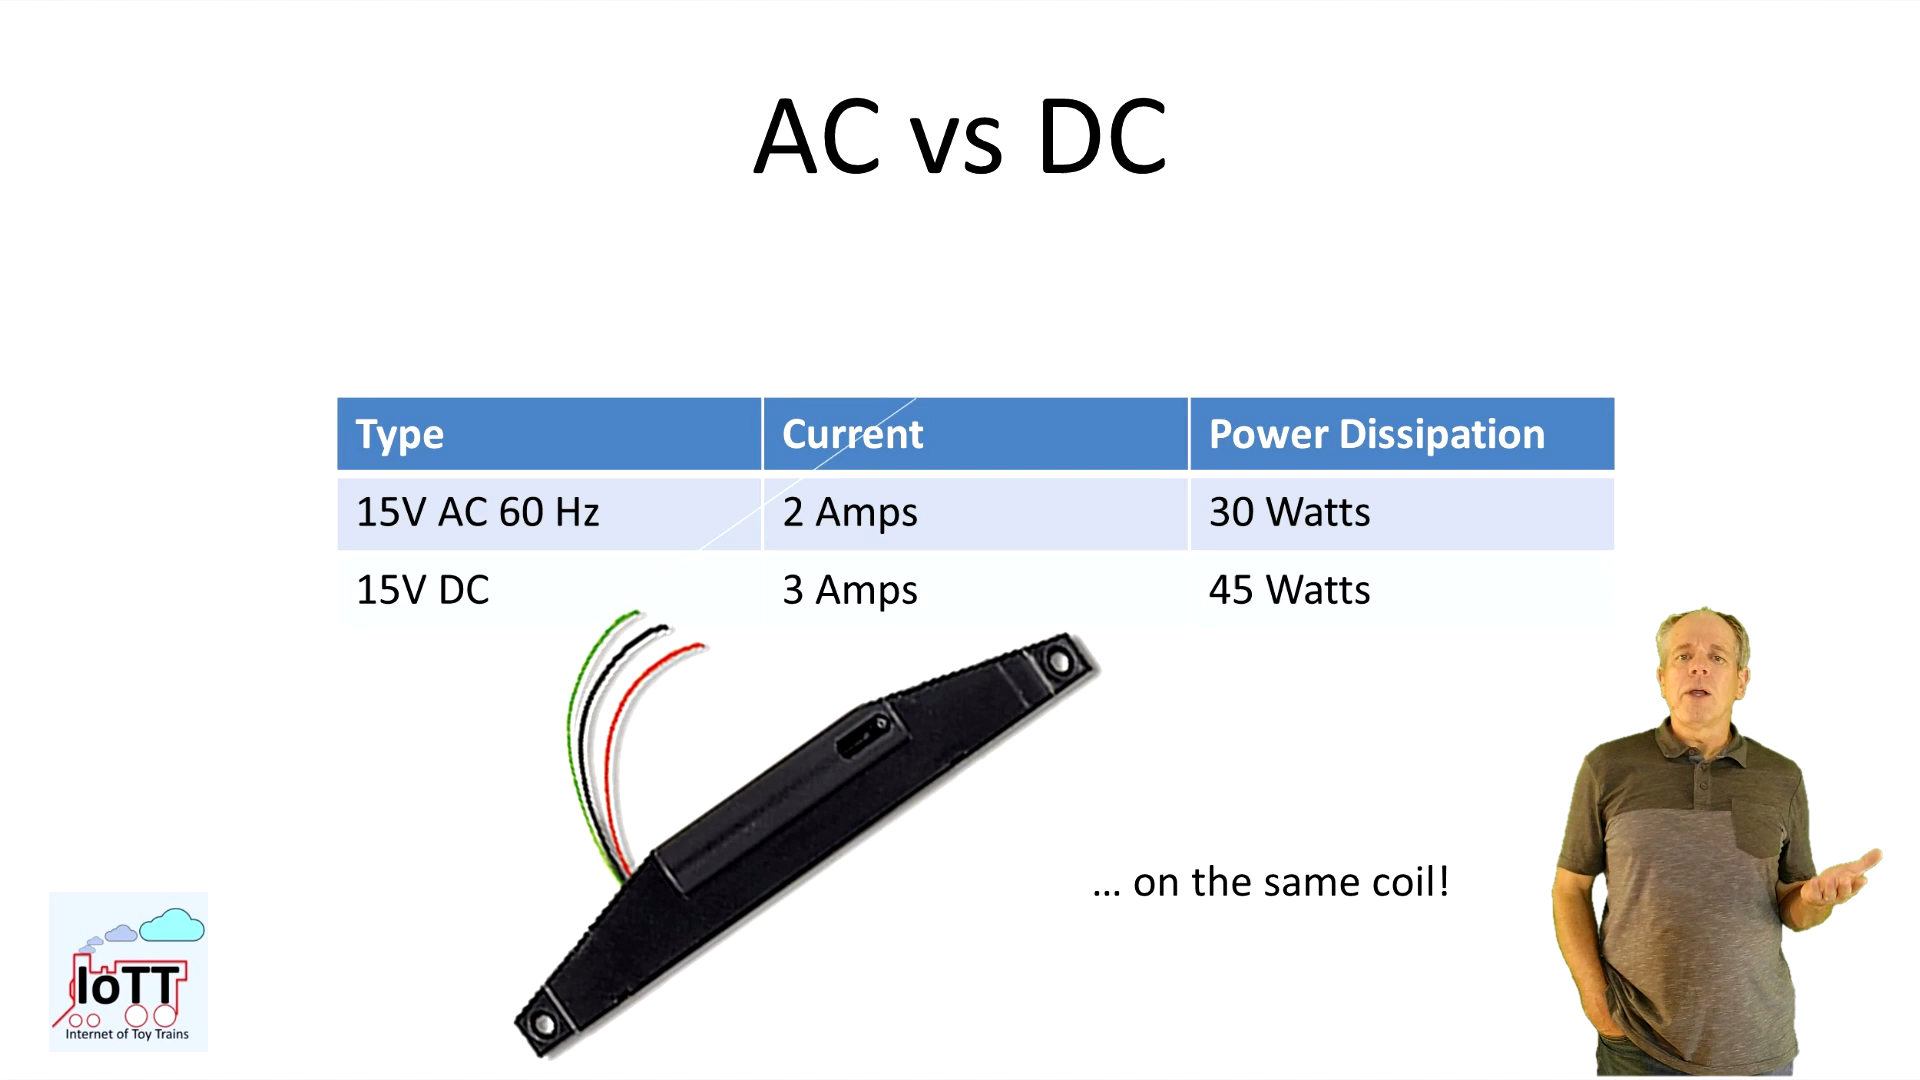 AC vs DC
Type Current Power Dissipation
15V AC 60 Hz 2 Amps 30 Watts
15V DC 3 Amps 45 Watts
... on the same coil!
IoTT
Internet of Toy Trains